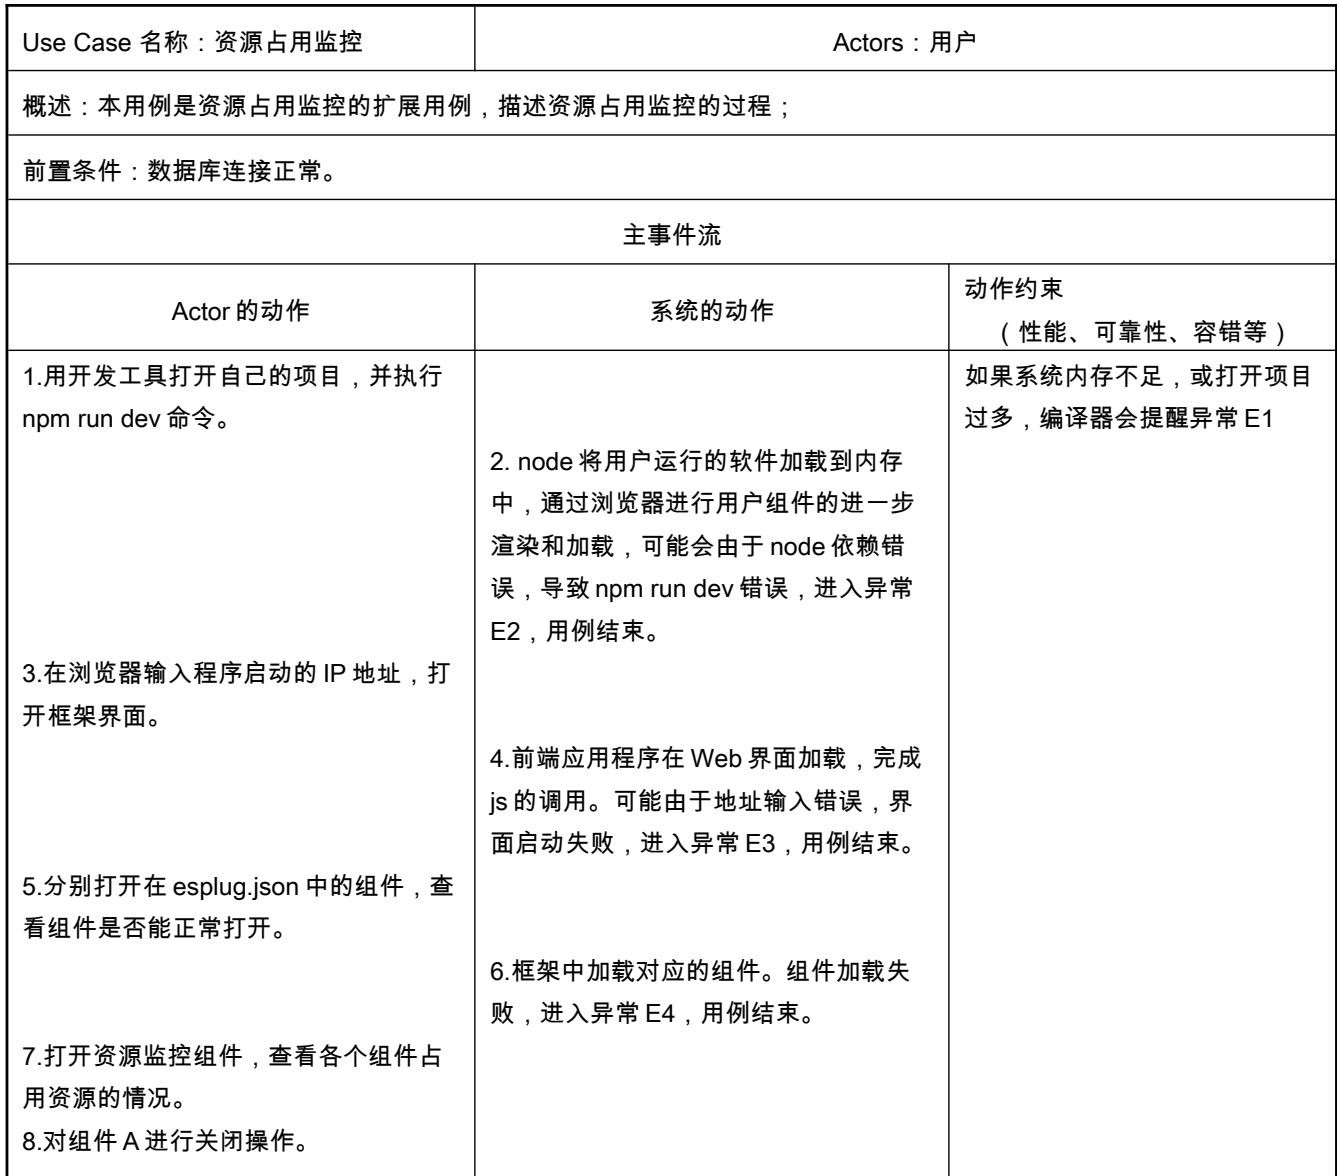 Use Case 名称：资源占用监控
Actors：用户
概述：本用例是资源占用监控的扩展用例，描述资源占用监控的过程；
前置条件：数据库连接正常。
主事件流
Actor 的动作
系统的动作
动作约束
（性能、可靠性、容错等）
1.用开发工具打开自己的项目，并执行
npm run dev 命令。
如果系统内存不足，或打开项目
过多，编译器会提醒异常 E1
2. node 将用户运行的软件加载到内存
中，通过浏览器进行用户组件的进一步
渲染和加载，可能会由于 node 依赖错
误，导致 npm run dev 错误，进入异常
E2，用例结束。
3.在浏览器输入程序启动的 IP 地址，打
开框架界面。
4.前端应用程序在 Web 界面加载，完成
js 的调用。可能由于地址输入错误，界
面启动失败，进入异常 E3，用例结束。
5.分别打开在 esplug.json 中的组件，查
看组件是否能正常打开。
6.框架中加载对应的组件。组件加载失
败，进入异常 E4，用例结束。
7.打开资源监控组件，查看各个组件占
用资源的情况。
8.对组件 A 进行关闭操作。